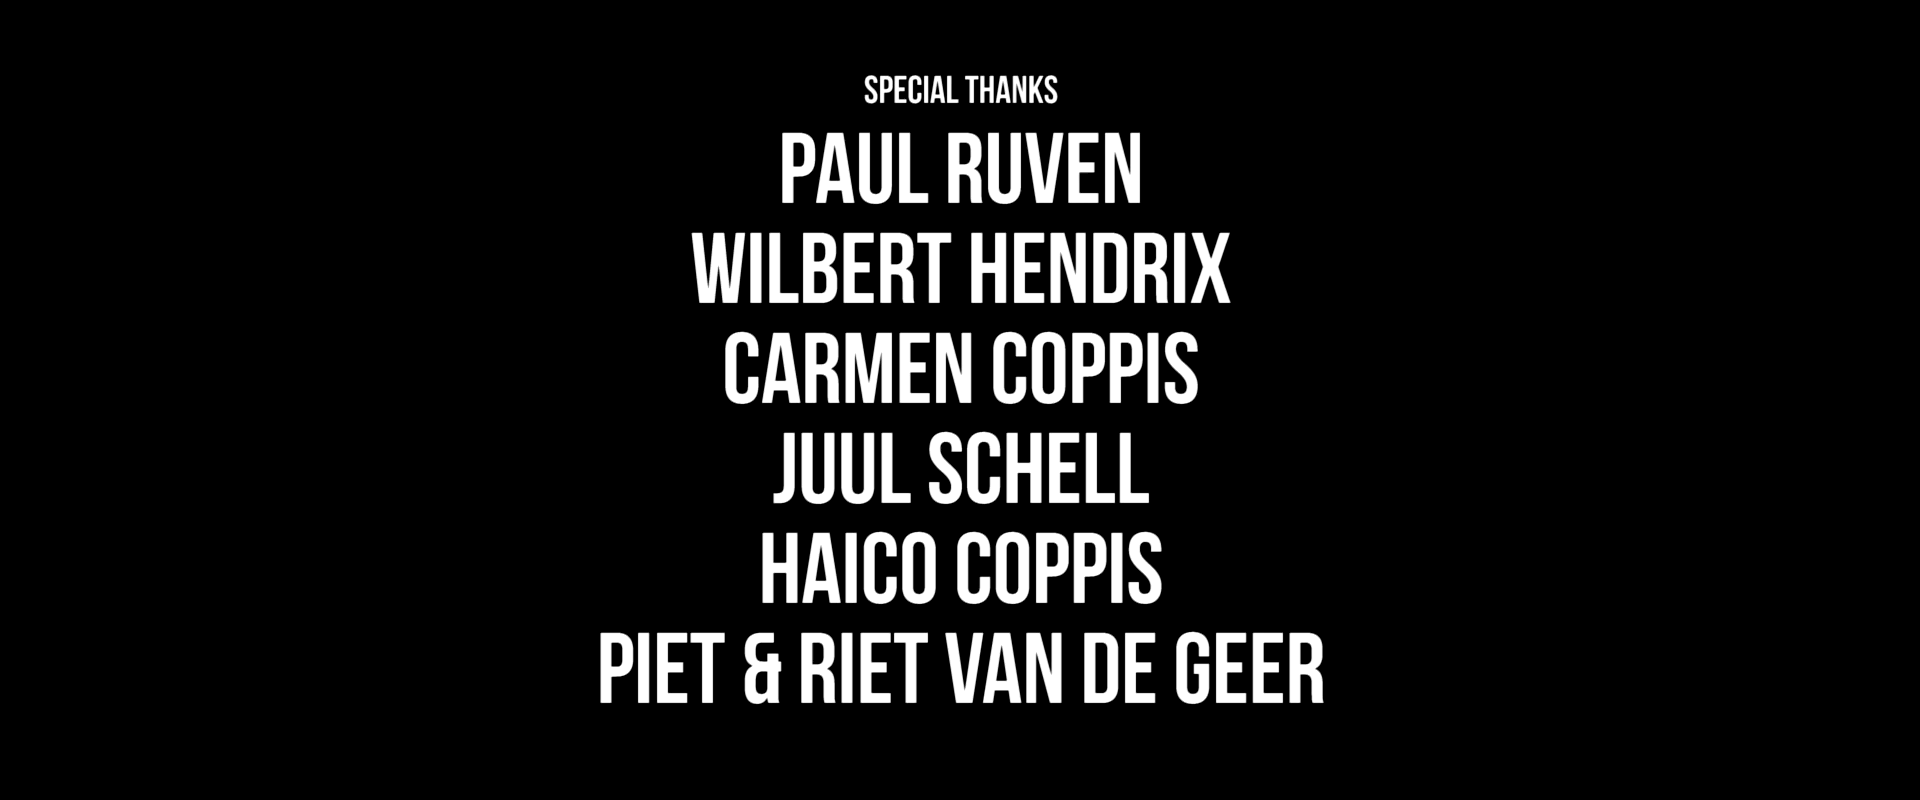 SPECIAL THANKS
PAUL RUVEN
WILBERT HENDRIX
CARMEN COPPIS
JUUL SCHELL
HAICO COPPIS
PIET & RIET VAN DE GEER